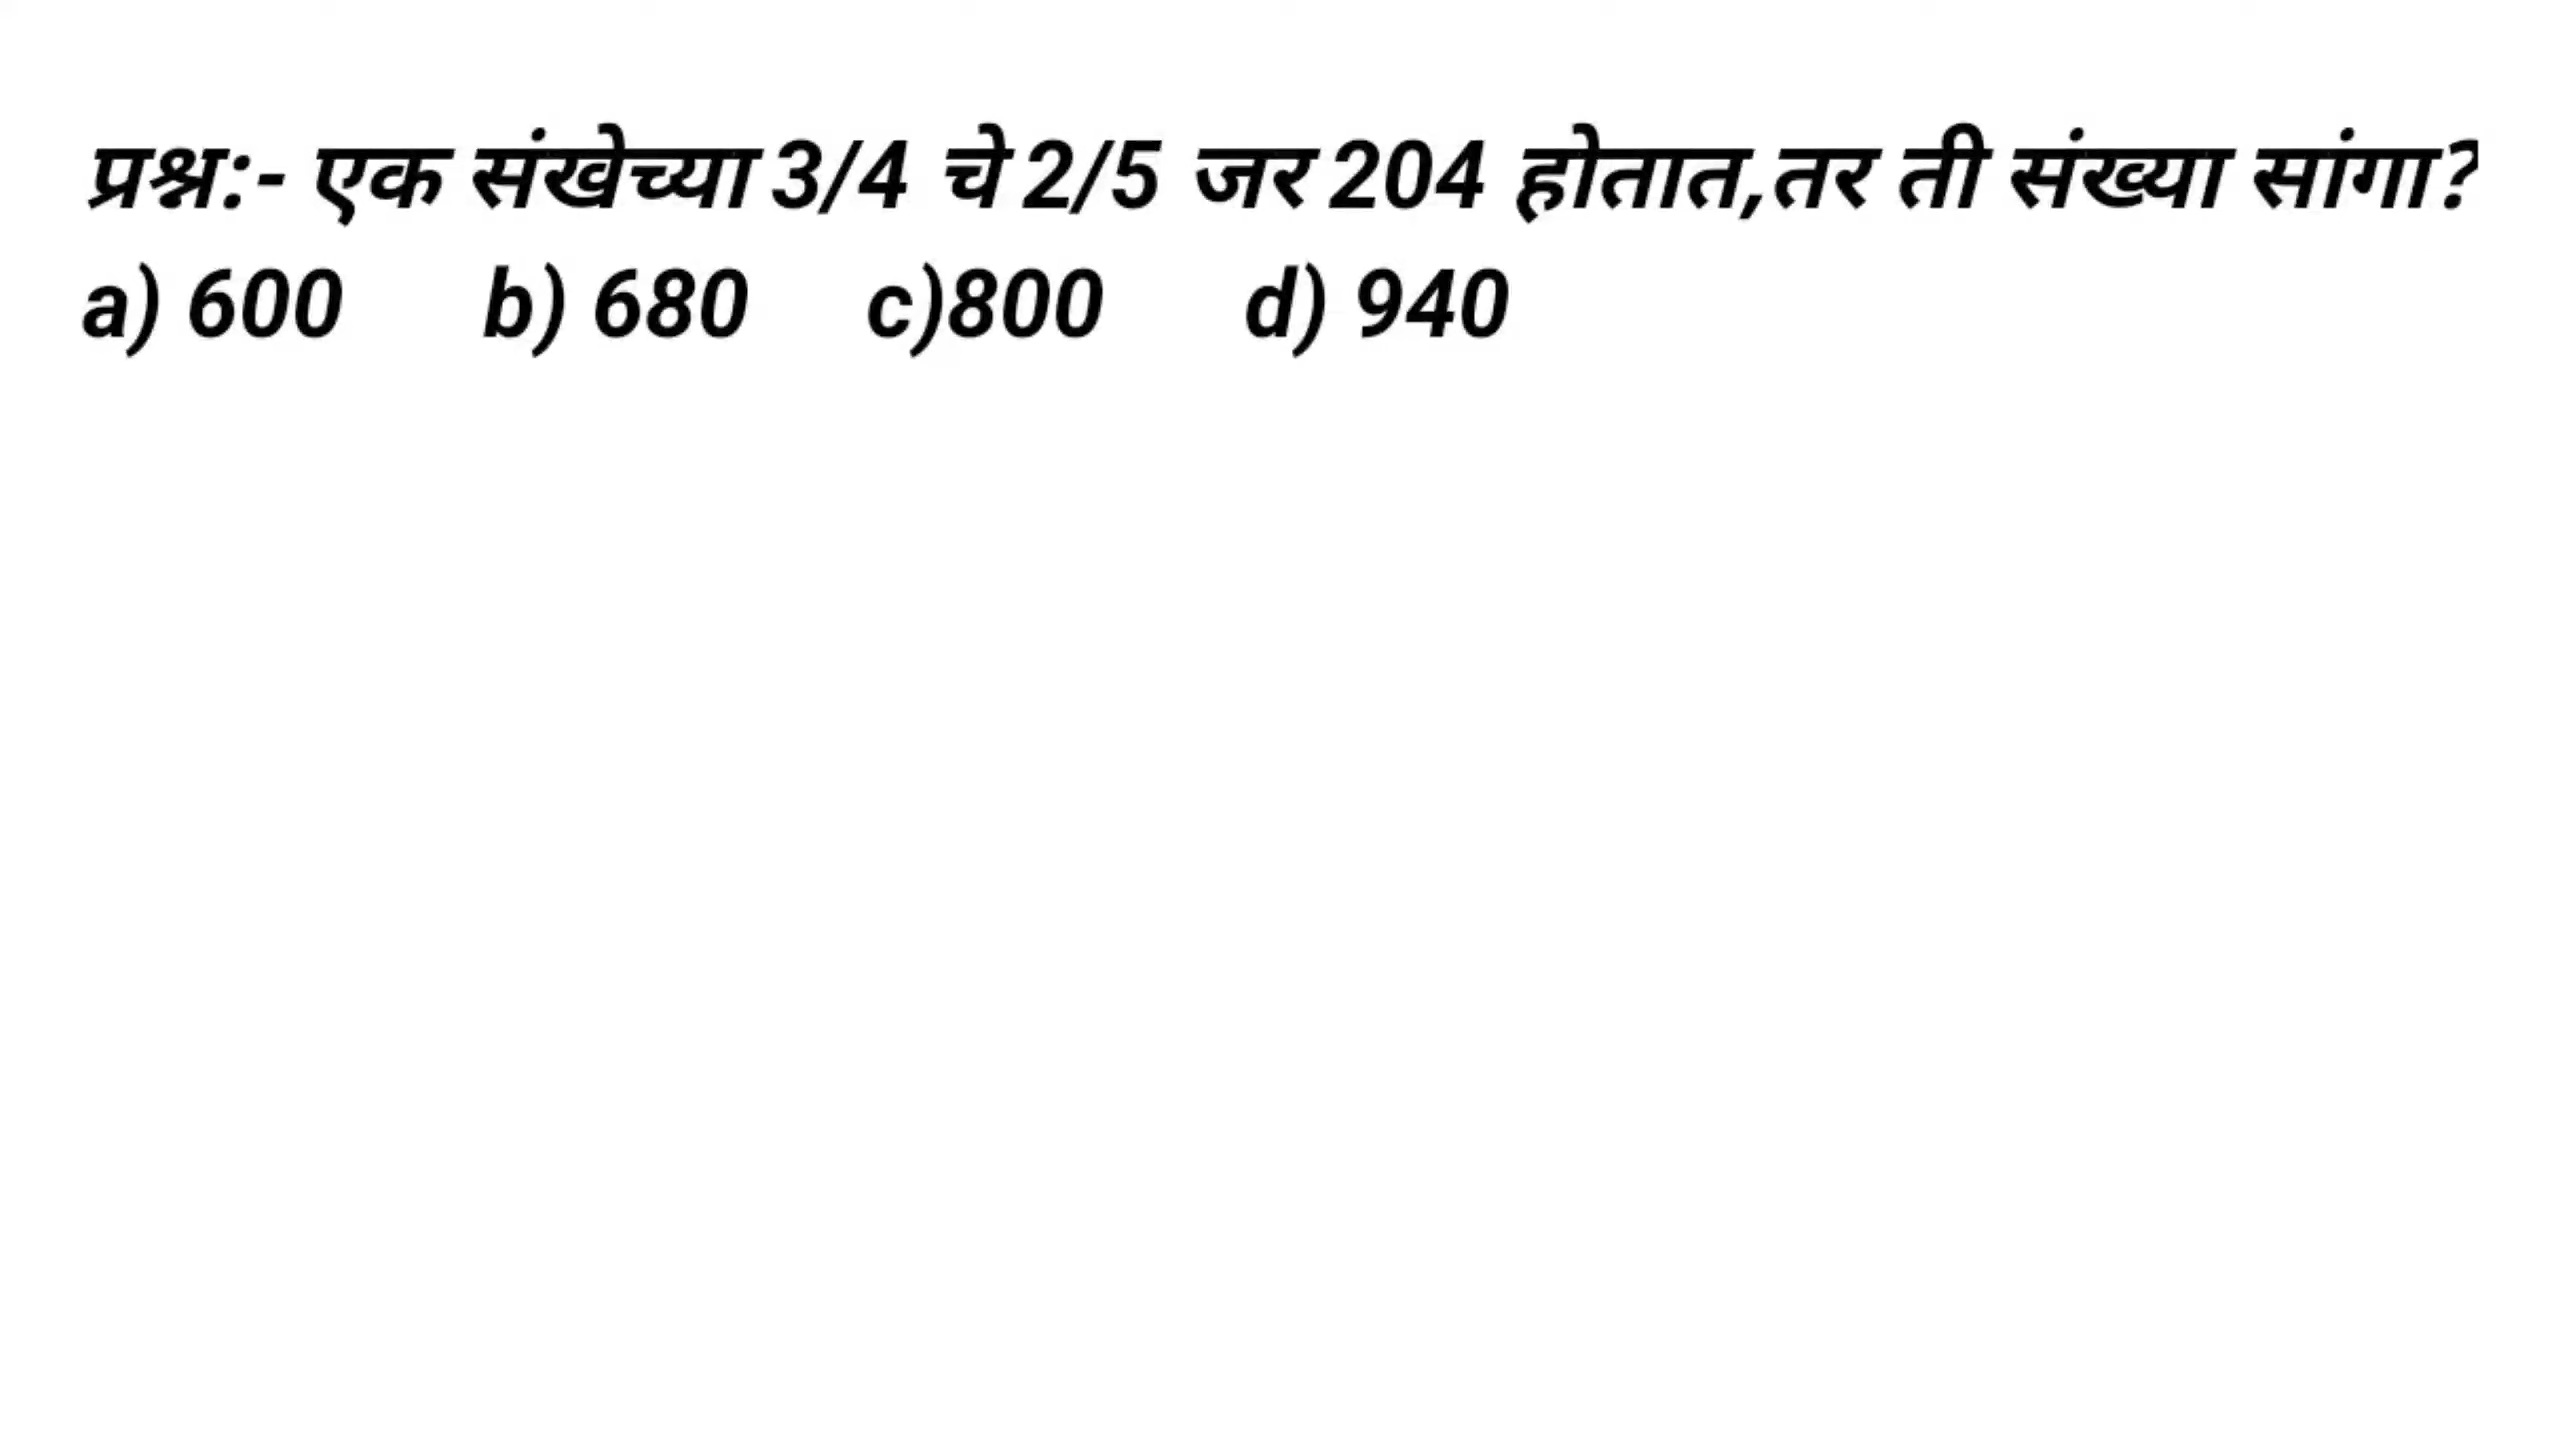 प्रश्न:- एक संखेच्या 3/4 चे 2/5 जर 204 होतात,तर ती संख्या सांगा?
a) 600 b) 680 c)800 d) 940